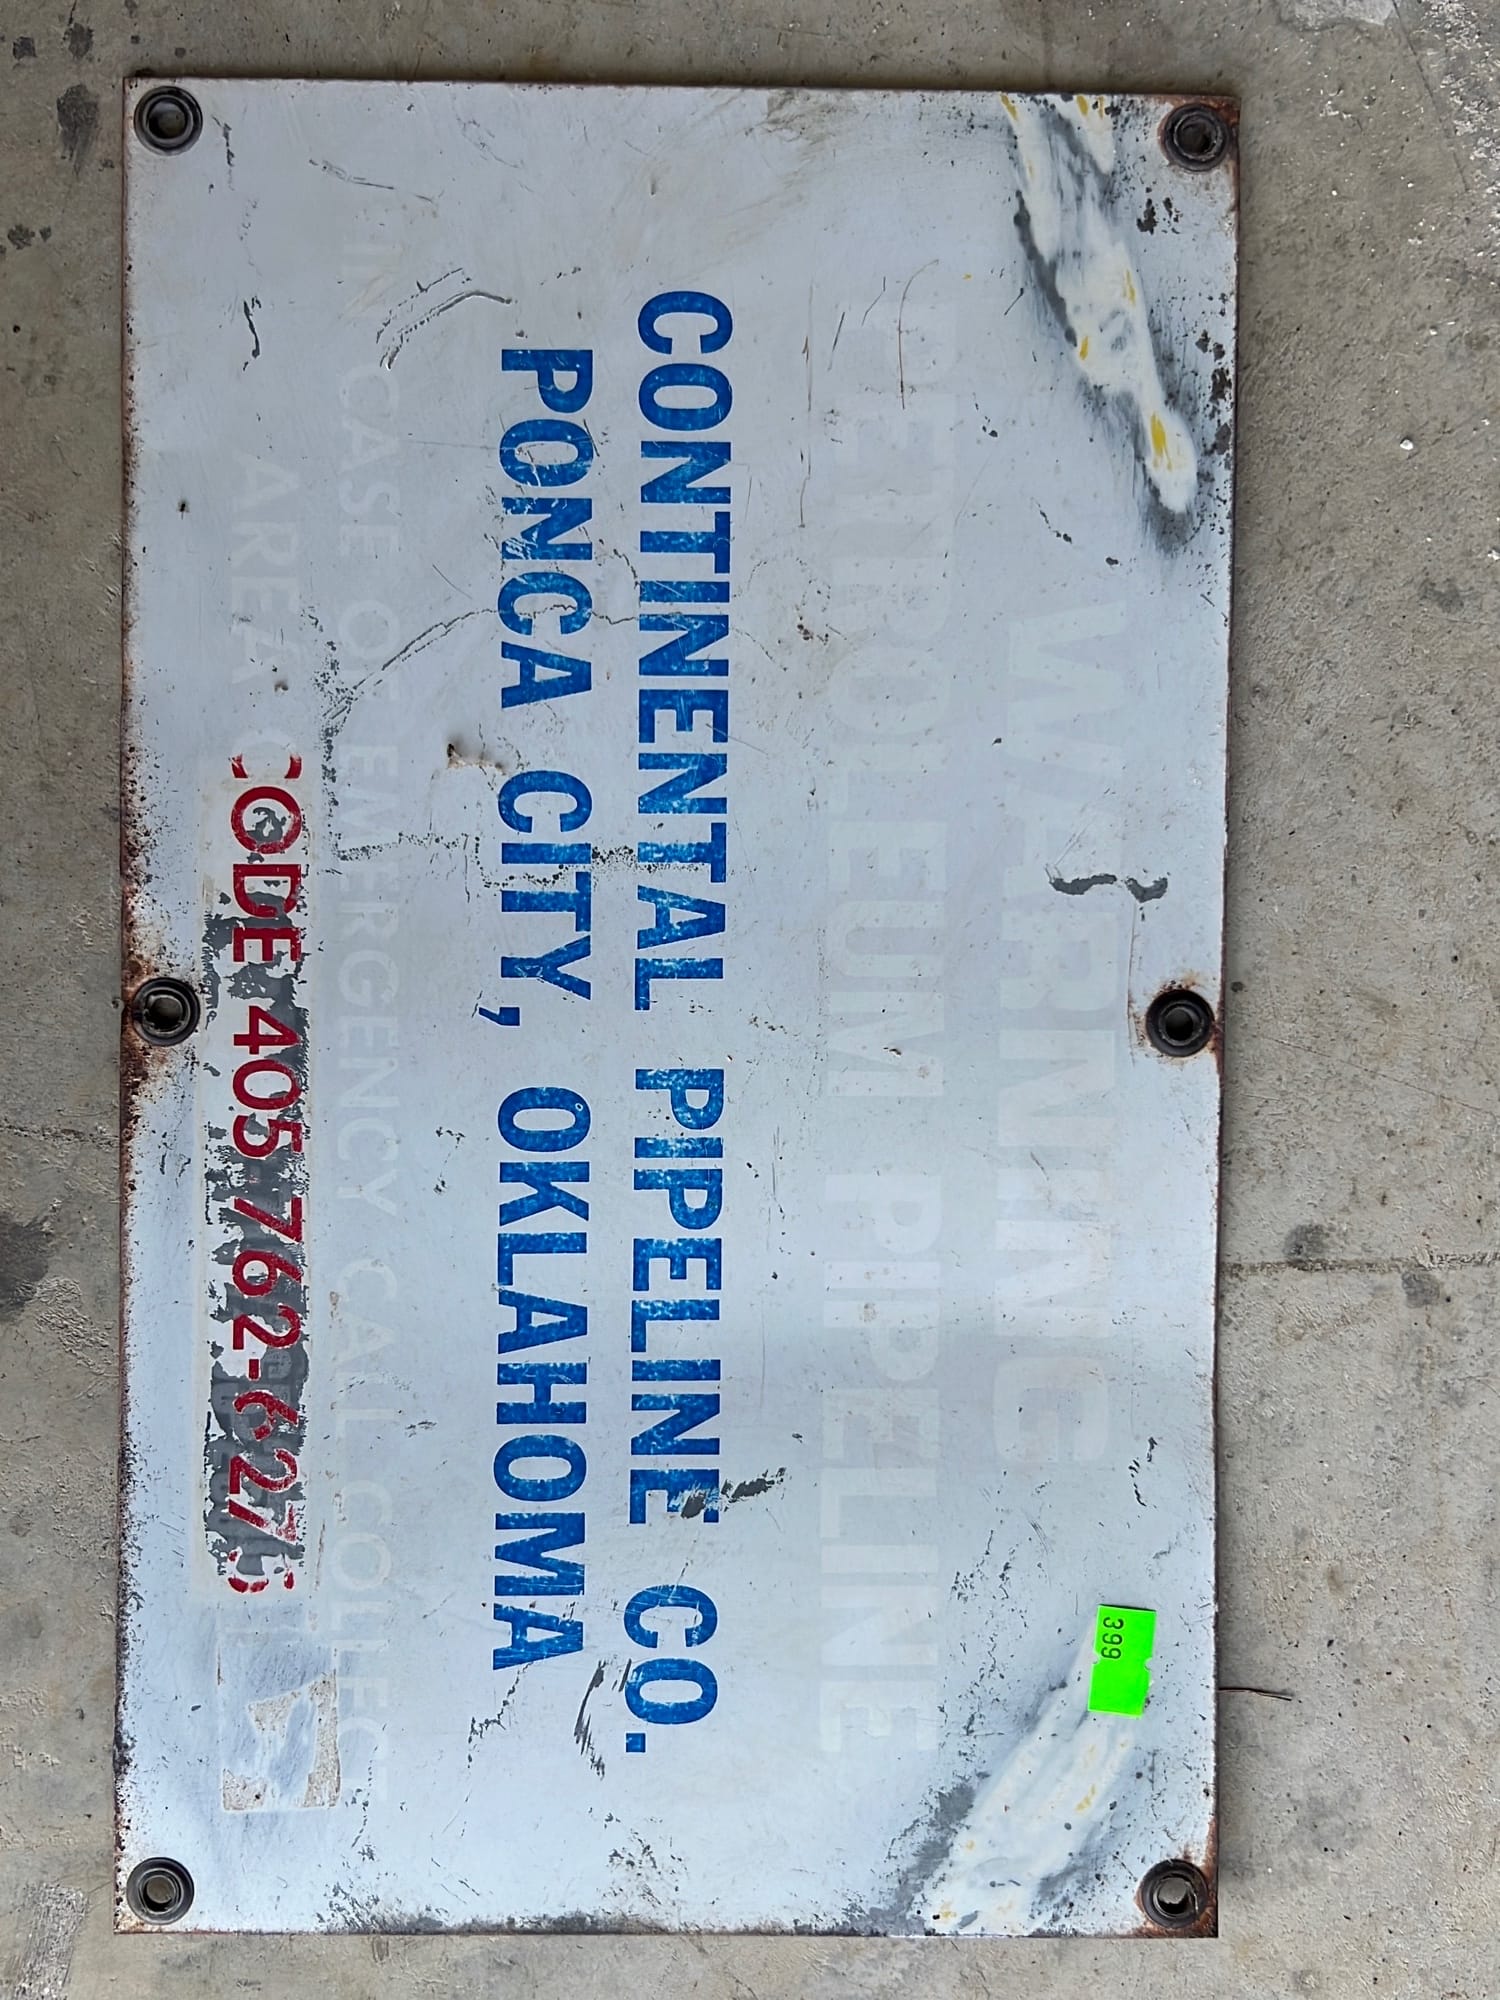 WARNING
PETROLEUM PIPELINE
CONTINENTAL PIPELINE CO.
PONCA CITY, OKLAHOMA
IN CASE OF EMERGENCY CALL COLLECT
AREA CODE 405 762-627
399